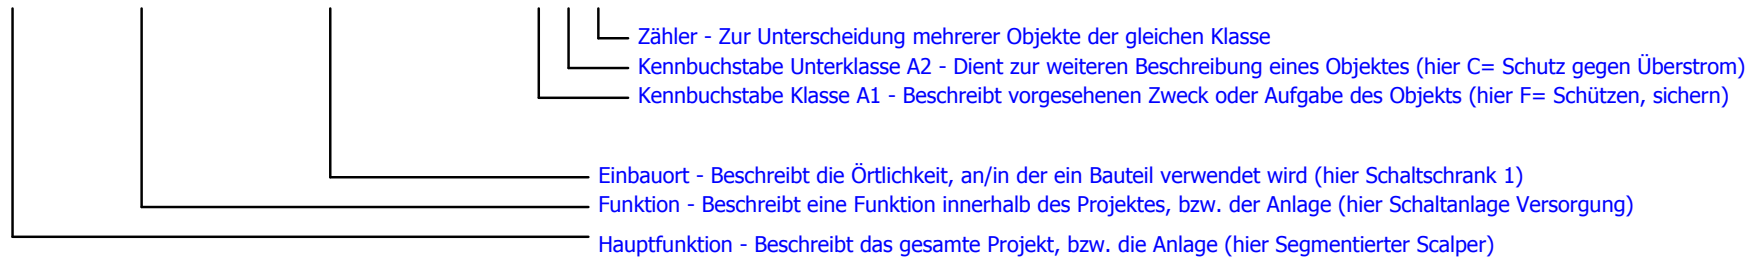 Zähler - Zur Unterscheidung mehrerer Objekte der gleichen Klasse
Kennbuchstabe Unterklasse A2 - Dient zur weiteren Beschreibung eines Objektes (hier C= Schutz gegen Überstrom)
Kennbuchstabe Klasse A1 - Beschreibt vorgesehenen Zweck oder Aufgabe des Objekts (hier F= Schützen, sichern)
Einbauort - Beschreibt die Örtlichkeit, an/in der ein Bauteil verwendet wird (hier Schaltschrank 1)
Funktion - Beschreibt eine Funktion innerhalb des Projektes, bzw. der Anlage (hier Schaltanlage Versorgung)
Hauptfunktion - Beschreibt das gesamte Projekt, bzw. die Anlage (hier Segmentierter Scalper)